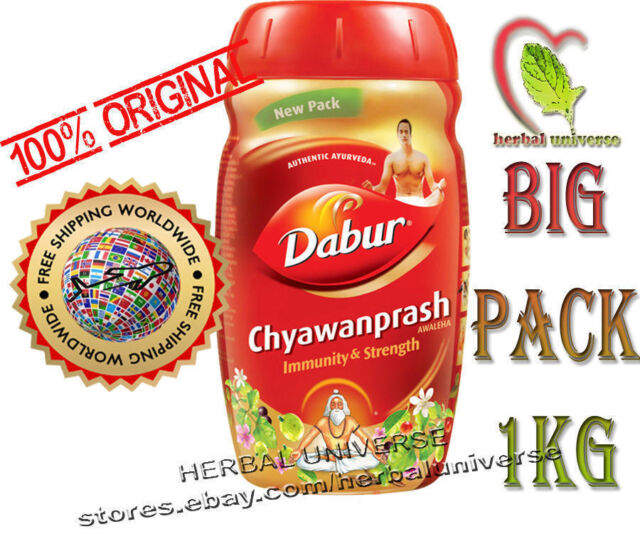 100% ORIGINAL
New Pack
herbal universe
AUTHENTIC AYURVEDA
Dabur
BIG
FREE SHIPPING WORLDWIDE • FREE SHIPPING WORLDWIDE •
Chyawanprash
AWALEHA
Immunity & Strength
PACK
1KG
HERBAL UNIVERSE
stores.ebay.com/herbaluniverse